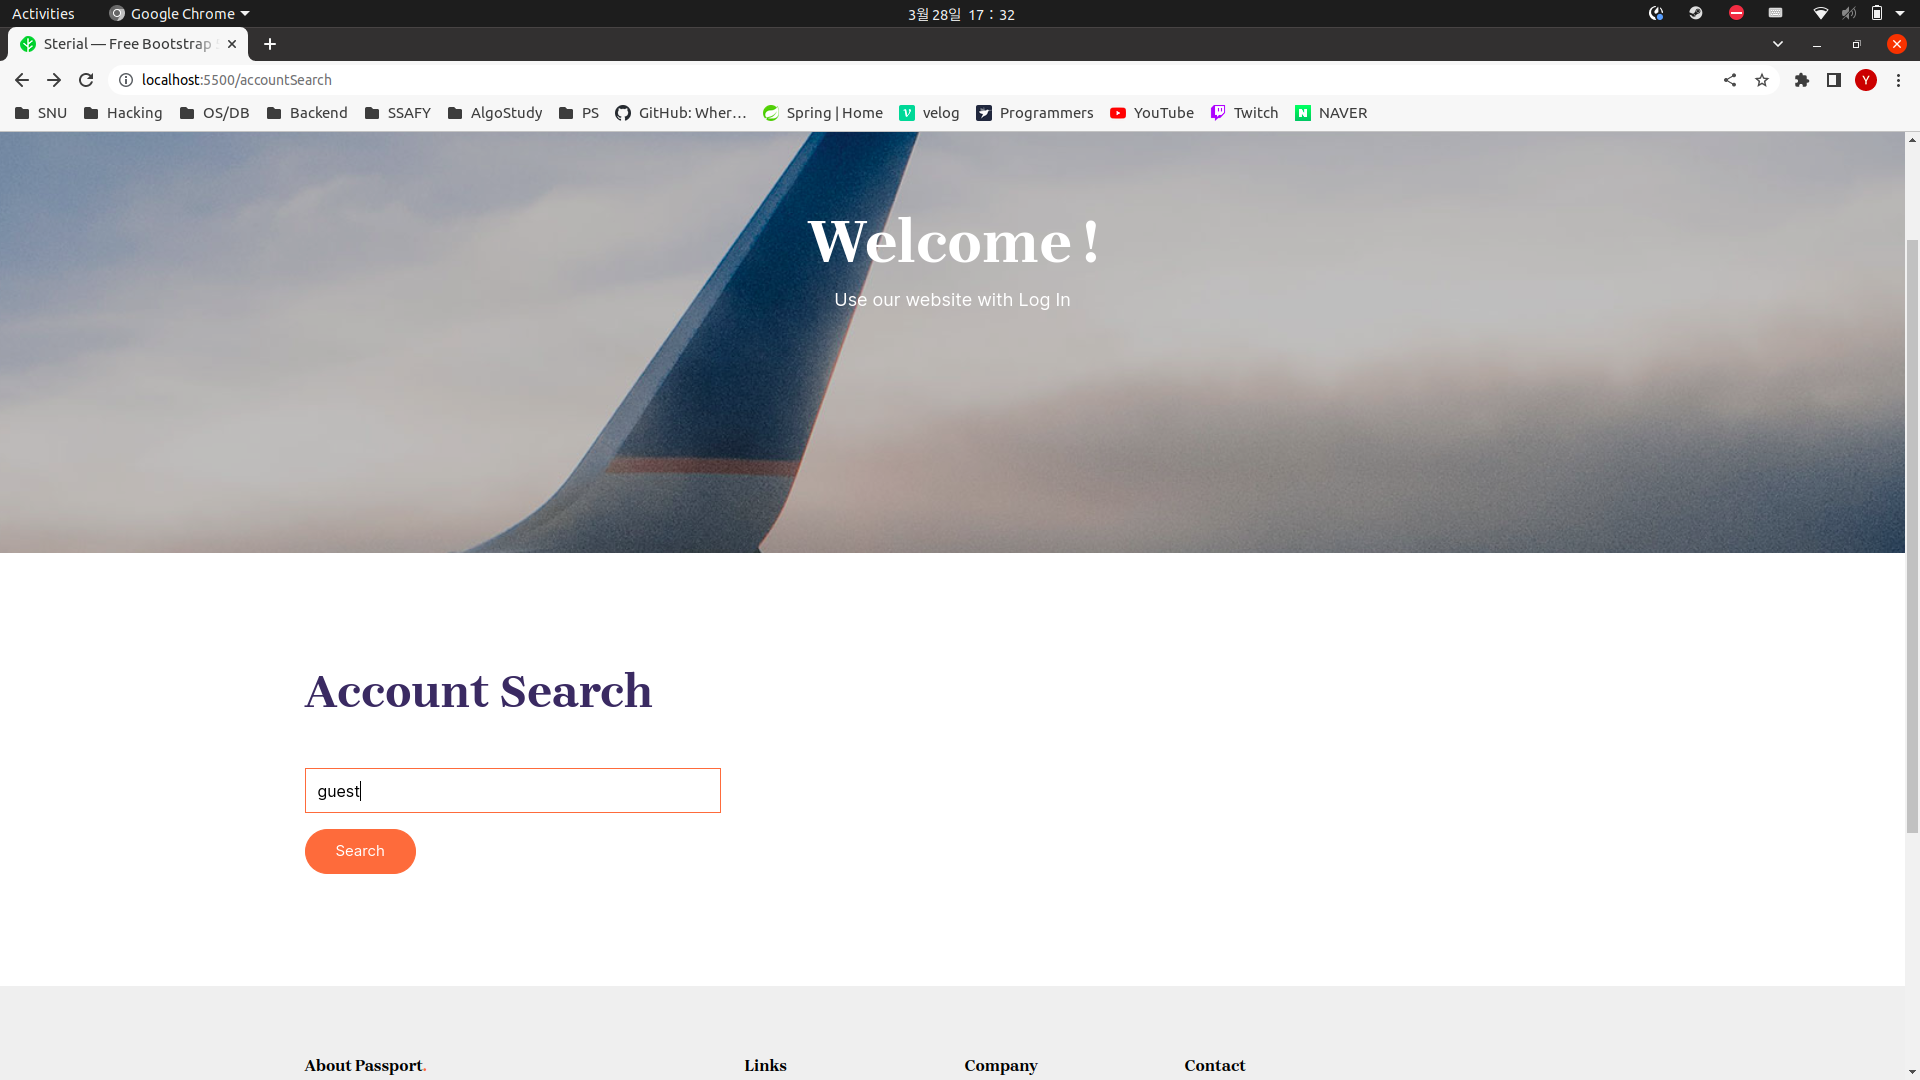 Activities
Google Chrome
3월 28일 17 : 32
Sterial — Free Bootstrap
localhost:5500/accountSearch
Y
SNU
Hacking
OS/DB
Backend
SSAFY
AlgoStudy
PS
GitHub: Wher...
Spring | Home
velog
Programmers
YouTube
Twitch
NAVER
Welcome !
Use our website with Log In
Account Search
guest
Search
About Passport.
Links
Company
Contact